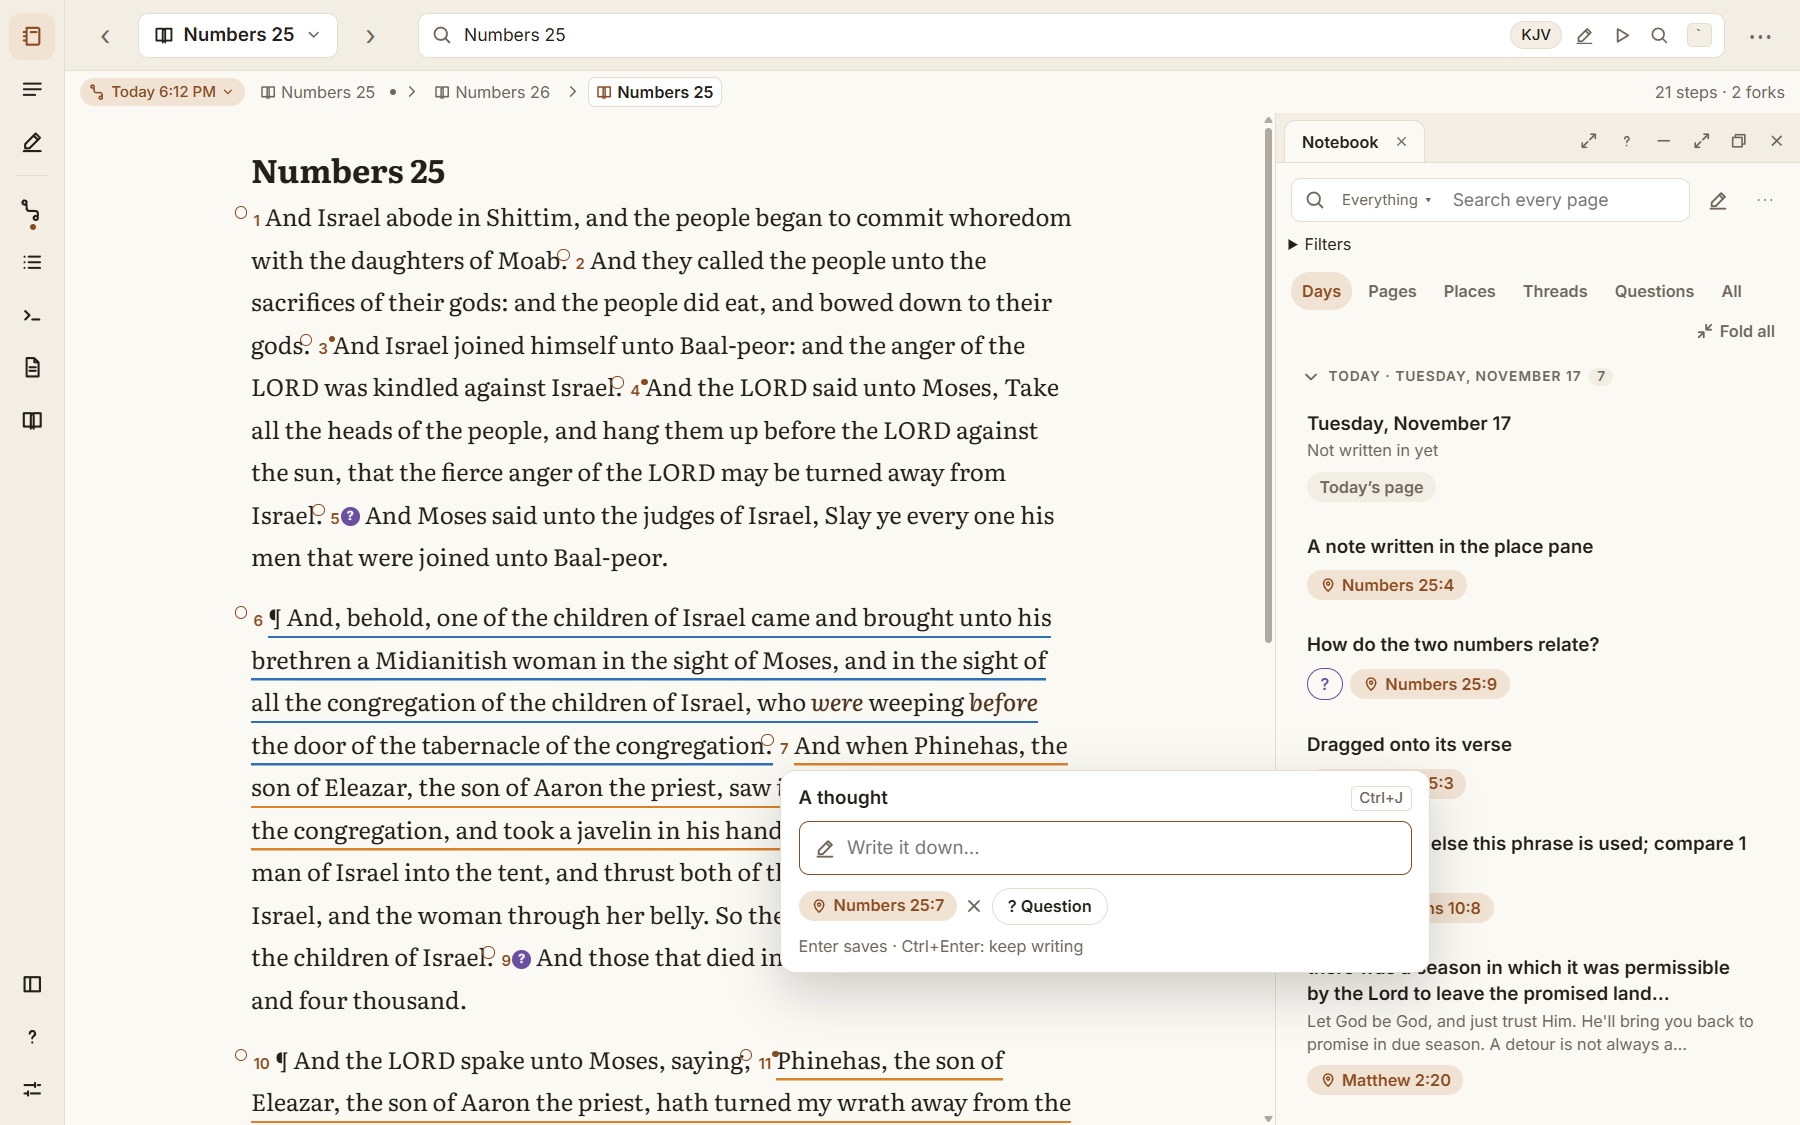 Numbers 25
Numbers 25
KJV
`
Today 6:12 PM
Numbers 25
Numbers 26
Numbers 25
21 steps · 2 forks
Numbers 25
1 And Israel abode in Shittim, and the people began to commit whoredom
with the daughters of Moab. 2 And they called the people unto the
sacrifices of their gods: and the people did eat, and bowed down to their
gods. 3 And Israel joined himself unto Baal-peor: and the anger of the
LORD was kindled against Israel. 4 And the LORD said unto Moses, Take
all the heads of the people, and hang them up before the LORD against
the sun, that the fierce anger of the LORD may be turned away from
Israel. 5 ? And Moses said unto the judges of Israel, Slay ye every one his
men that were joined unto Baal-peor.
6 ¶ And, behold, one of the children of Israel came and brought unto his
brethren a Midianitish woman in the sight of Moses, and in the sight of
all the congregation of the children of Israel, who were weeping before
the door of the tabernacle of the congregation. 7 And when Phinehas, the
son of Eleazar, the son of Aaron the priest, saw
the congregation, and took a javelin in his hand
man of Israel into the tent, and thrust both of
Israel, and the woman through her belly. So the
the children of Israel. 9 ? And those that died in
and four thousand.
10 ¶ And the LORD spake unto Moses, saying, 11 Phinehas, the son of
Eleazar, the son of Aaron the priest, hath turned my wrath away from the
A thought
Ctrl+J
Write it down...
Numbers 25:7
? Question
Enter saves · Ctrl+Enter: keep writing
Notebook
?
Everything
Search every page
Filters
Days
Pages
Places
Threads
Questions
All
Fold all
TODAY · TUESDAY, NOVEMBER 17 7
Tuesday, November 17
Not written in yet
Today's page
A note written in the place pane
Numbers 25:4
How do the two numbers relate?
?
Numbers 25:9
Dragged onto its verse
5:3
else this phrase is used; compare 1
10:8
season in which it was permissible
by the Lord to leave the promised land...
Let God be God, and just trust Him. He'll bring you back to
promise in due season. A detour is not always a...
Matthew 2:20
?